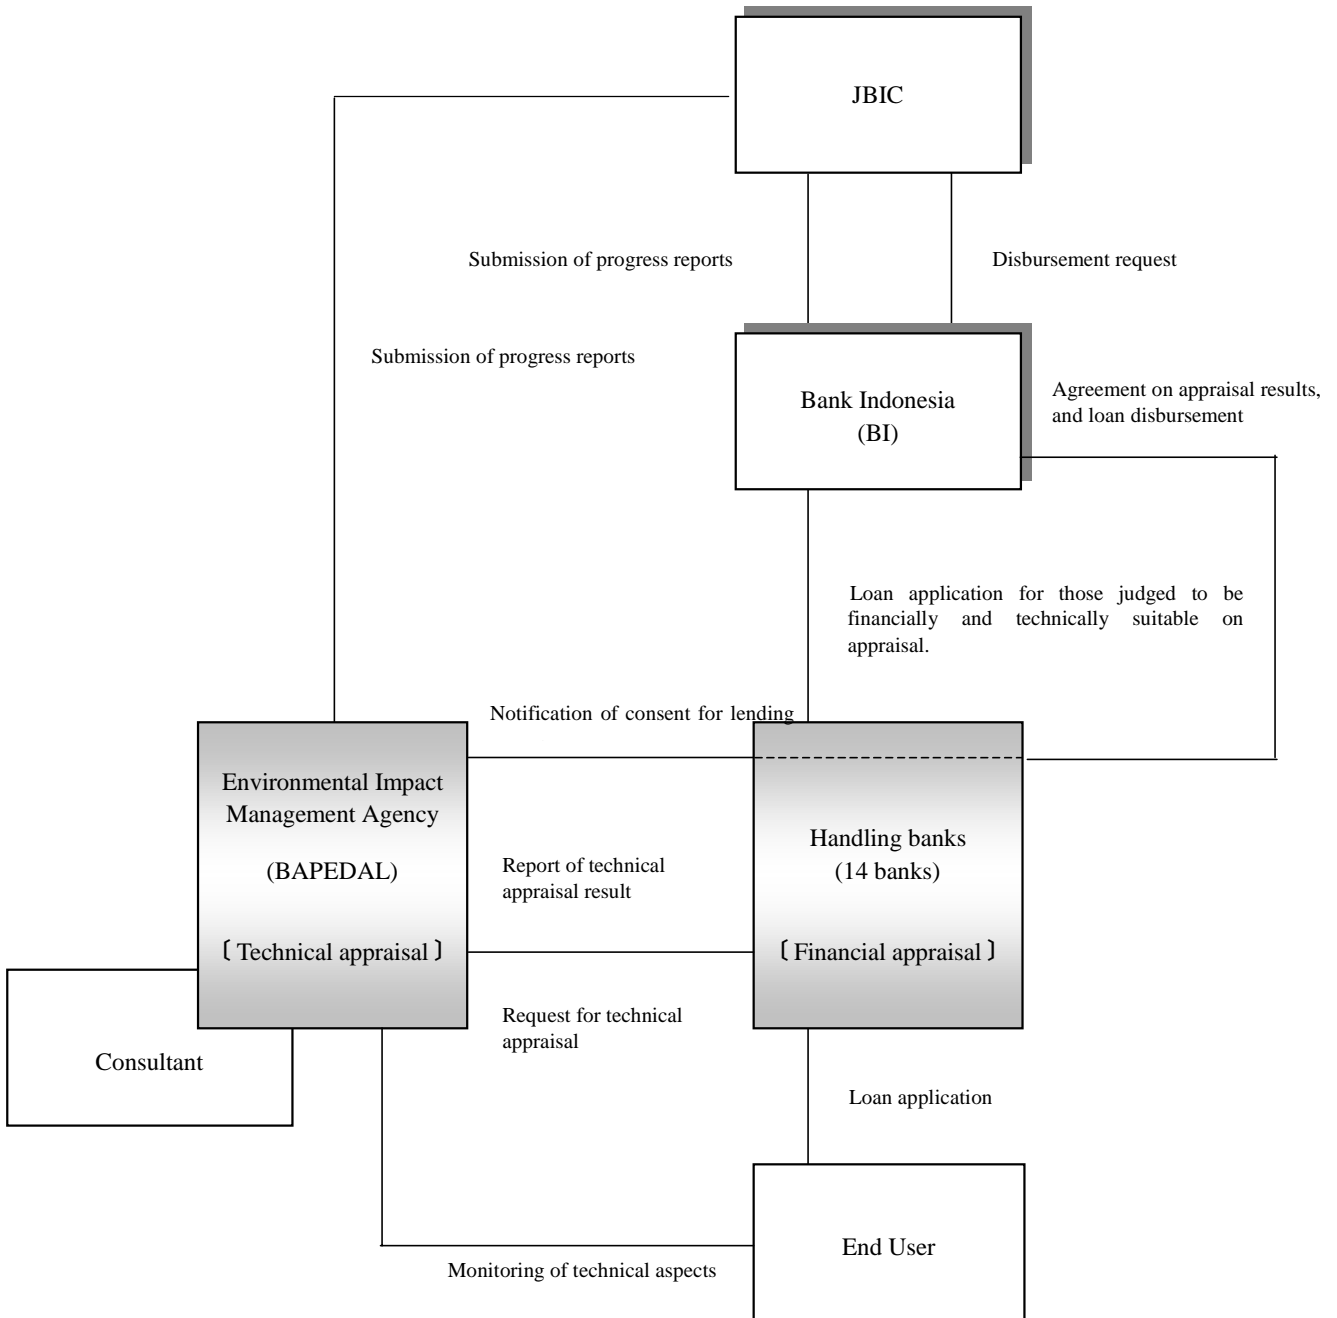 JBIC
Submission of progress reports
Disbursement request
Submission of progress reports
Bank Indonesia
(BI)
Agreement on appraisal results,
and loan disbursement
Loan application for those judged to be
financially and technically suitable on
appraisal.
Notification of consent for lending
Environmental Impact
Management Agency
(BAPEDAL)
〔Technical appraisal〕
Handling banks
(14 banks)
〔Financial appraisal〕
Report of technical
appraisal result
Request for technical
appraisal
Consultant
Loan application
End User
Monitoring of technical aspects